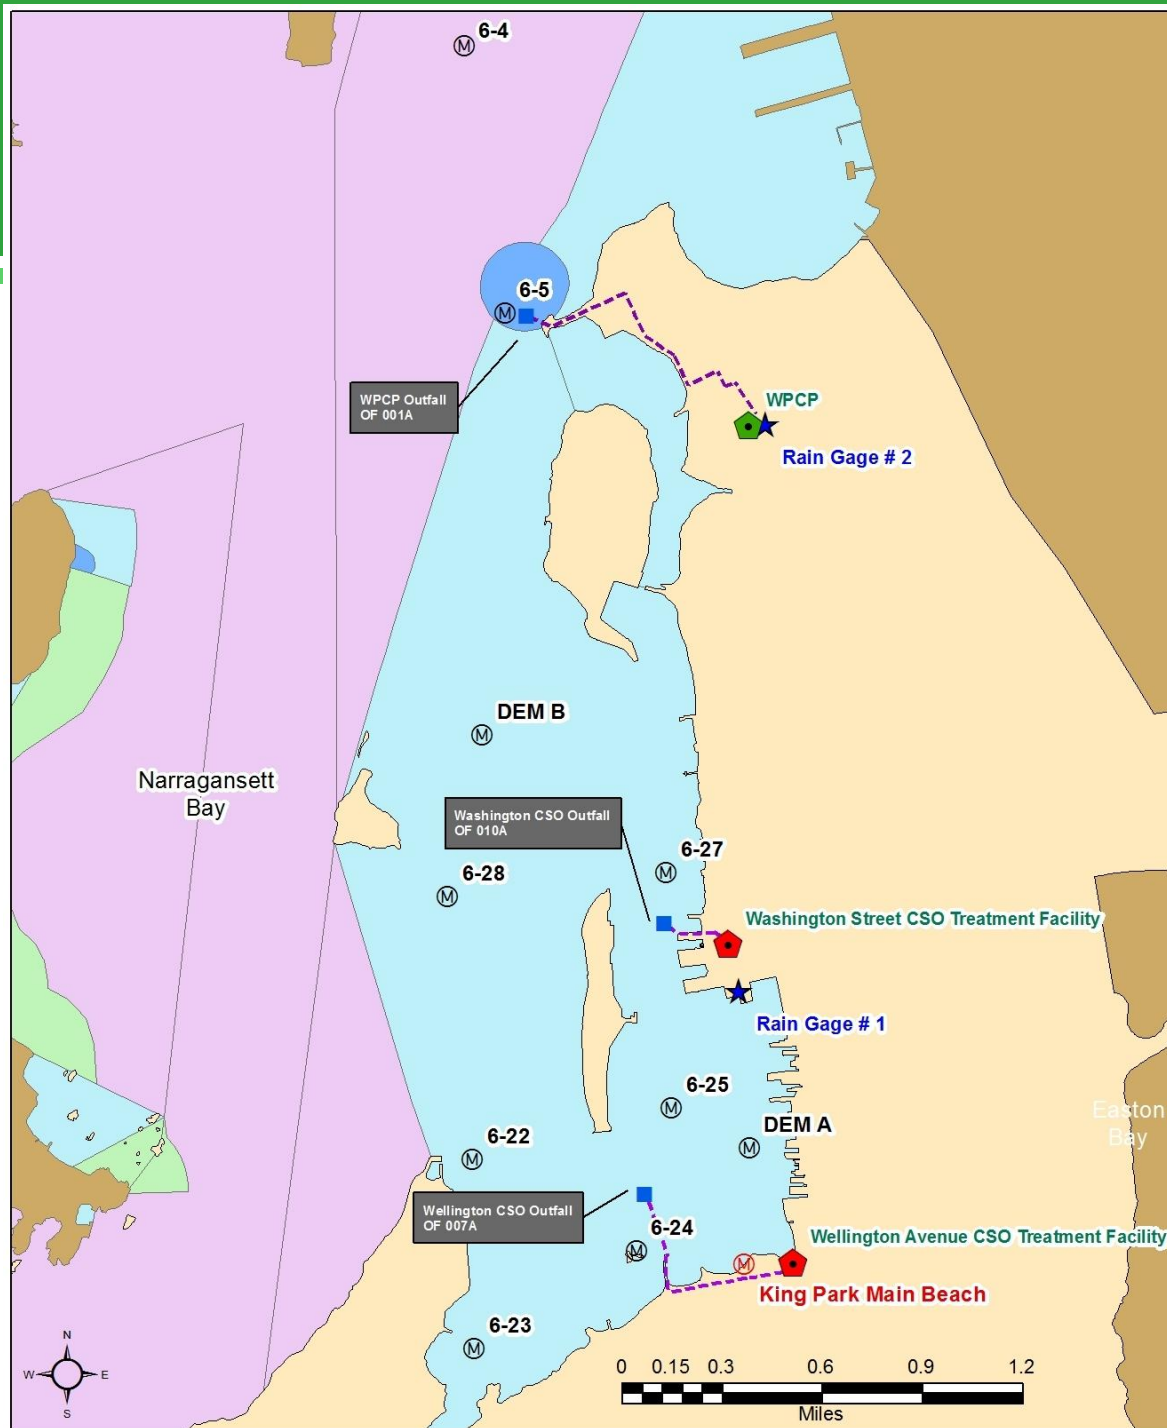 6-4
6-5
WPCP Outfall
OF 001A
WPCP
Rain Gage # 2
DEM B
Narragansett
Bay
Washington CSO Outfall
OF 010A
6-27
6-28
Washington Street CSO Treatment Facility
Rain Gage # 1
6-25
DEM A
Easton
Bay
6-22
Wellington CSO Outfall
OF 007A
6-24
Wellington Avenue CSO Treatment Facility
King Park Main Beach
6-23
N
W E
S
0 0.15 0.3 0.6 0.9 1.2
Miles
M
M
M
M
M
M
M
M
M
M
M